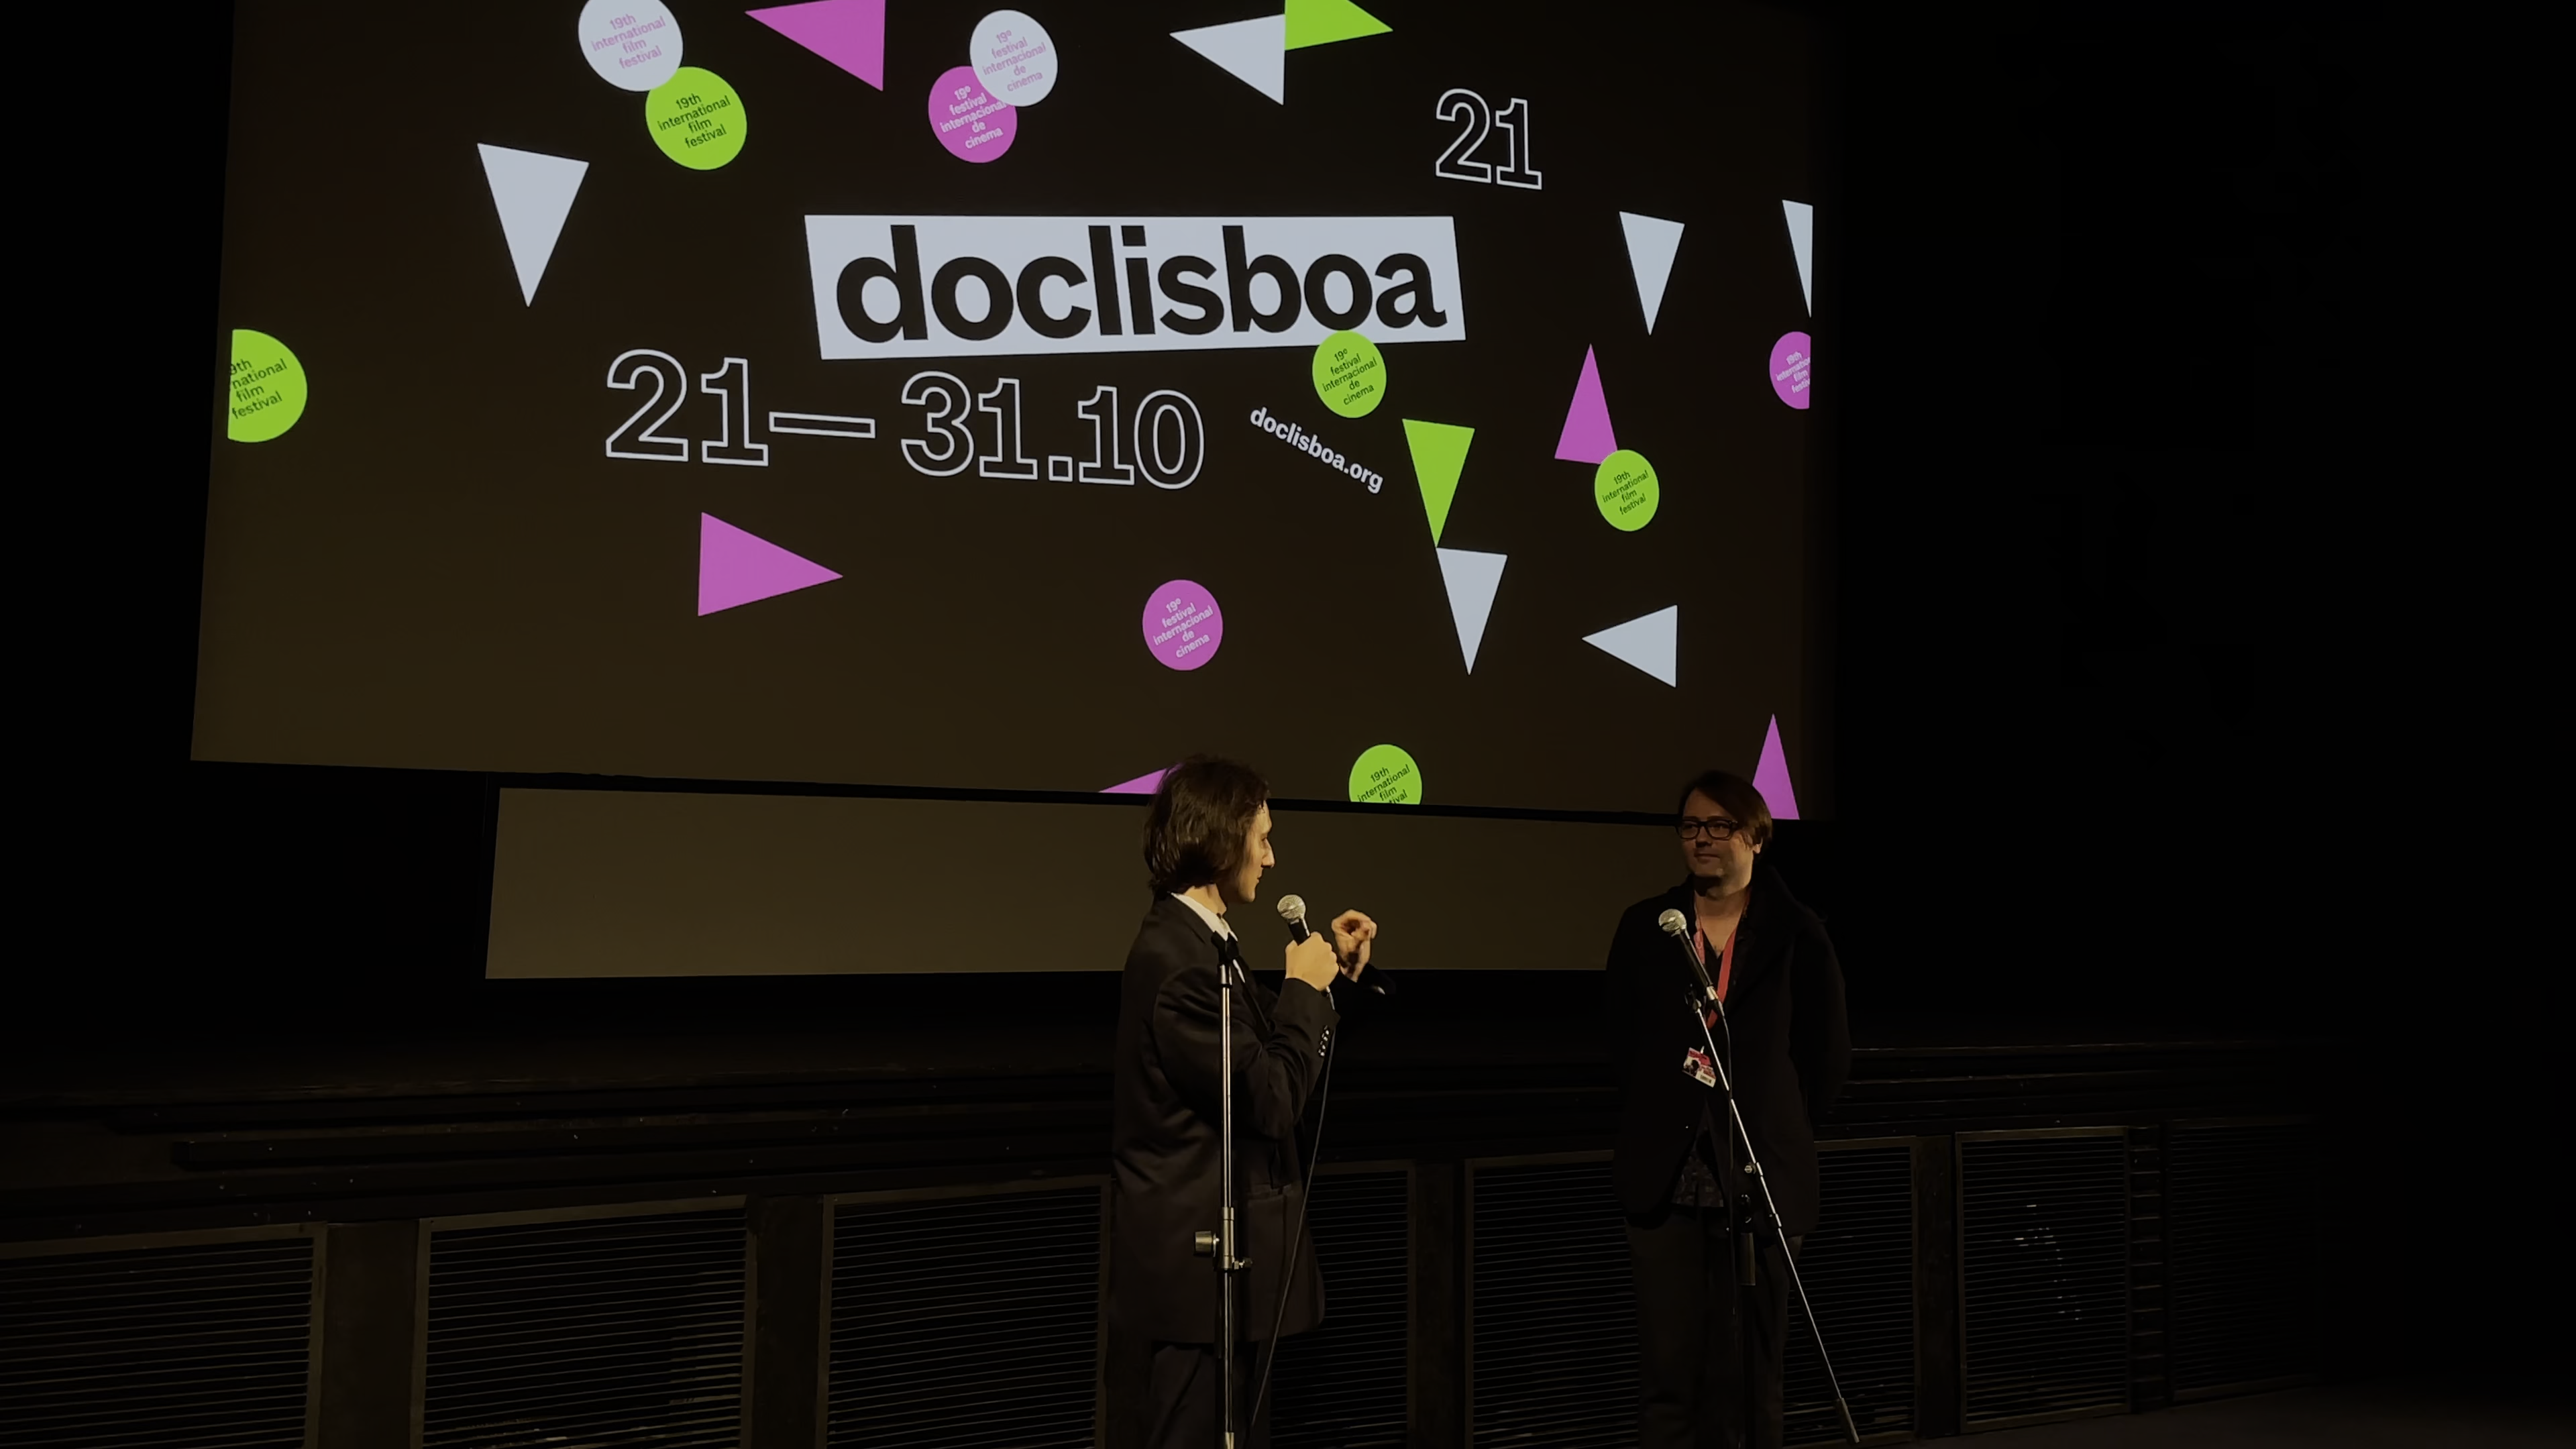 19th
international
film
festival
19th
international
film
festival
19º
festival
internacional
de
cinema
19º
festival
internacional
de
cinema
21
doclisboa
21—31.10
doclisboa.org
19º
festival
internacional
de
cinema
film
festival
19th
19th
international
film
festival
19º
festival
internacional
de
cinema
19th
international
film